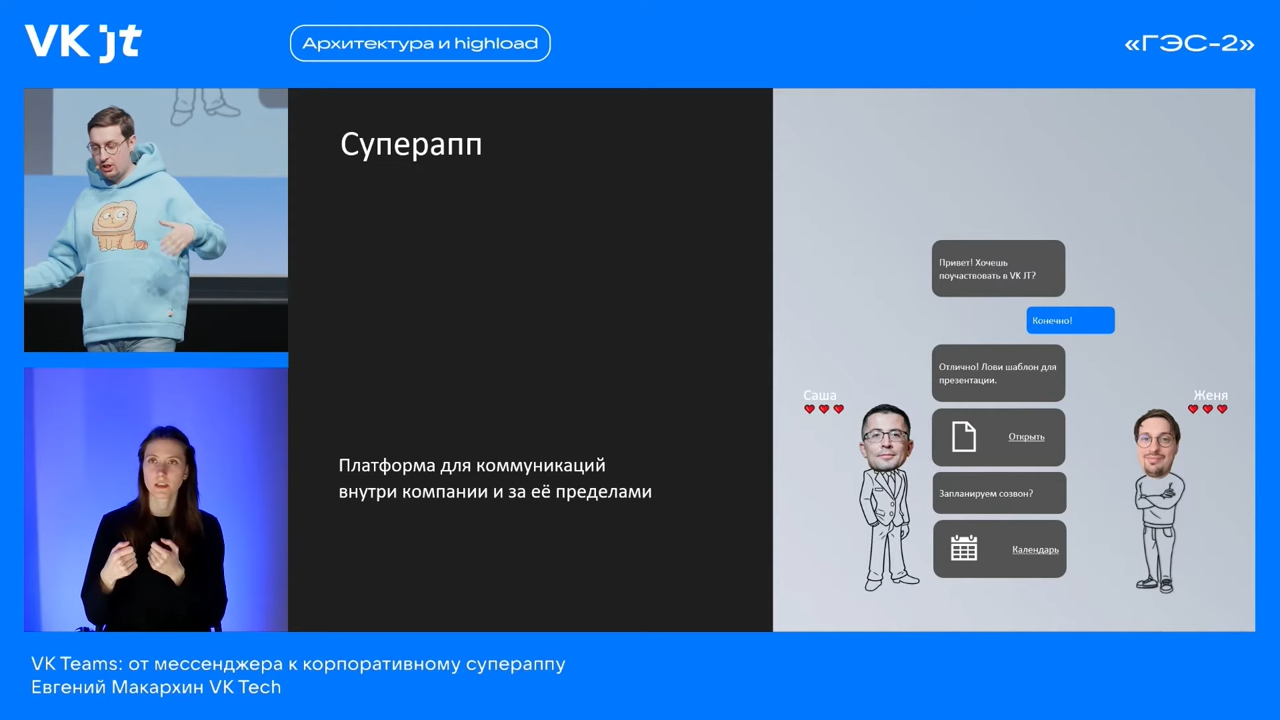 VK JT
Архитектура и highload
«ГЭС-2»
Суперапп
Платформа для коммуникаций
внутри компании и за её пределами
Привет! Хочешь
поучаствовать в VK JT?
Конечно!
Отлично! Лови шаблон для
презентации.
Саша
Женя
Открыть
Запланируем созвон?
Календарь
VK Teams: от мессенджера к корпоративному супераппу
Евгений Макархин VK Tech